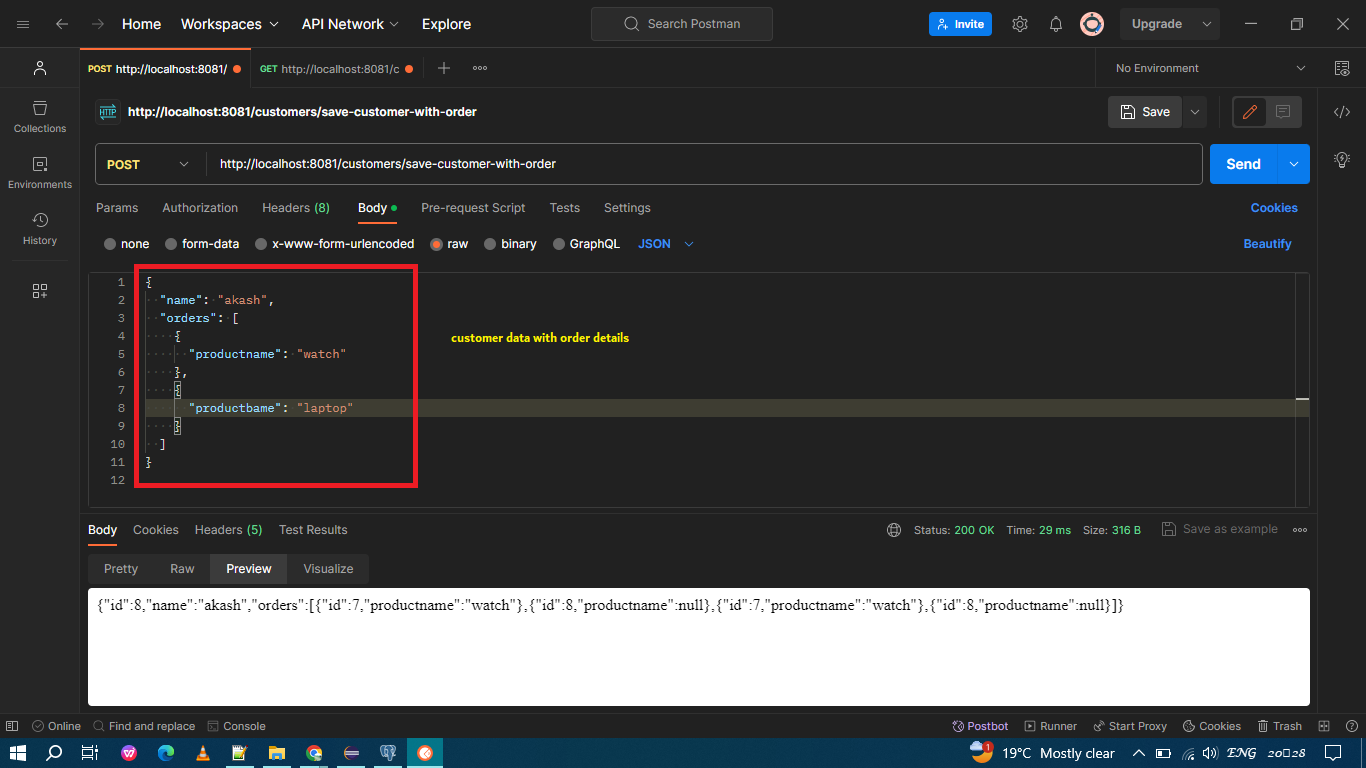 Home Workspaces API Network Explore Search Postman Invite Upgrade
POST http://localhost:8081/ GET http://localhost:8081/c No Environment
http://localhost:8081/customers/save-customer-with-order Save
POST http://localhost:8081/customers/save-customer-with-order Send
Params Authorization Headers (8) Body Pre-request Script Tests Settings Cookies
none form-data x-www-form-urlencoded raw binary GraphQL JSON Beautify
Collections
Environments
History
1 {
2 "name": "akash",
3 "orders": [
4 {
5 "productname": "watch"
6 },
7 {
8 "productbame": "laptop"
9 }
10 ]
11 }
12
customer data with order details
Body Cookies Headers (5) Test Results Status: 200 OK Time: 29 ms Size: 316 B Save as example
Pretty Raw Preview Visualize
{"id":8,"name":"akash","orders":[{"id":7,"productname":"watch"},{"id":8,"productname":null},{"id":7,"productname":"watch"},{"id":8,"productname":null}]}
Online Find and replace Console Postbot Runner Start Proxy Cookies Trash
1 19°C Mostly clear ENG 20▯28